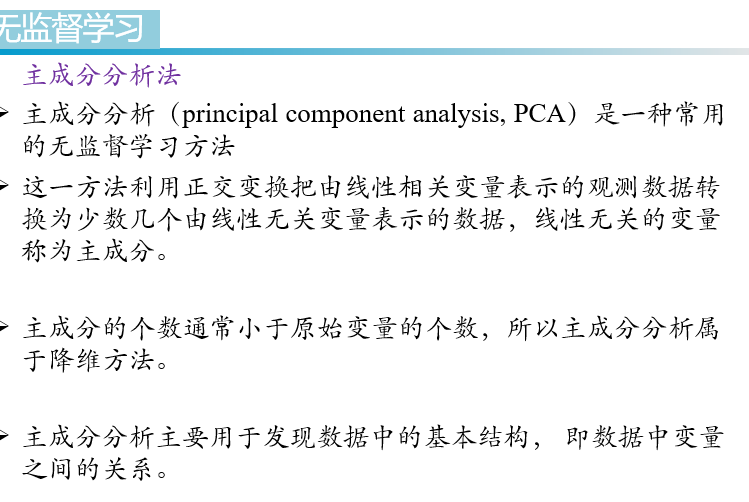 无监督学习
主成分分析法
主成分分析（principal component analysis, PCA）是一种常用
的无监督学习方法
这一方法利用正交变换把由线性相关变量表示的观测数据转
换为少数几个由线性无关变量表示的数据，线性无关的变量
称为主成分。
主成分的个数通常小于原始变量的个数，所以主成分分析属
于降维方法。
主成分分析主要用于发现数据中的基本结构， 即数据中变量
之间的关系。